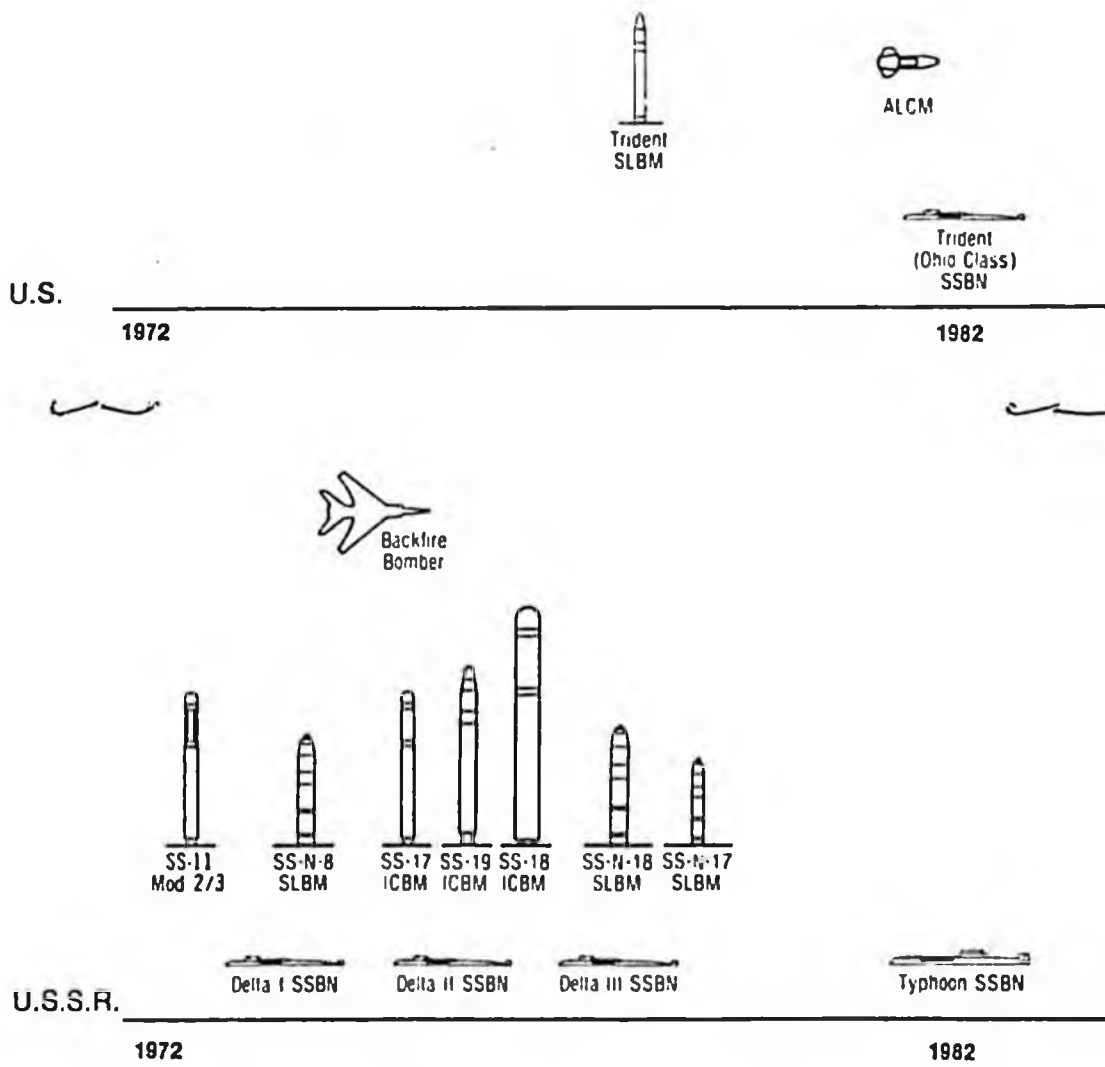 Trident
SLBM
ALCM
Trident
(Ohio Class)
SSBN
U.S.
1972
1982
Backfire
Bomber
SS-11
Mod 2/3
SS-N-8
SLBM
SS-17
ICBM
SS-19
ICBM
SS-18
ICBM
SS-N-18
SLBM
SS-N-17
SLBM
Delta I SSBN
Delta II SSBN
Delta III SSBN
Typhoon SSBN
U.S.S.R.
1972
1982